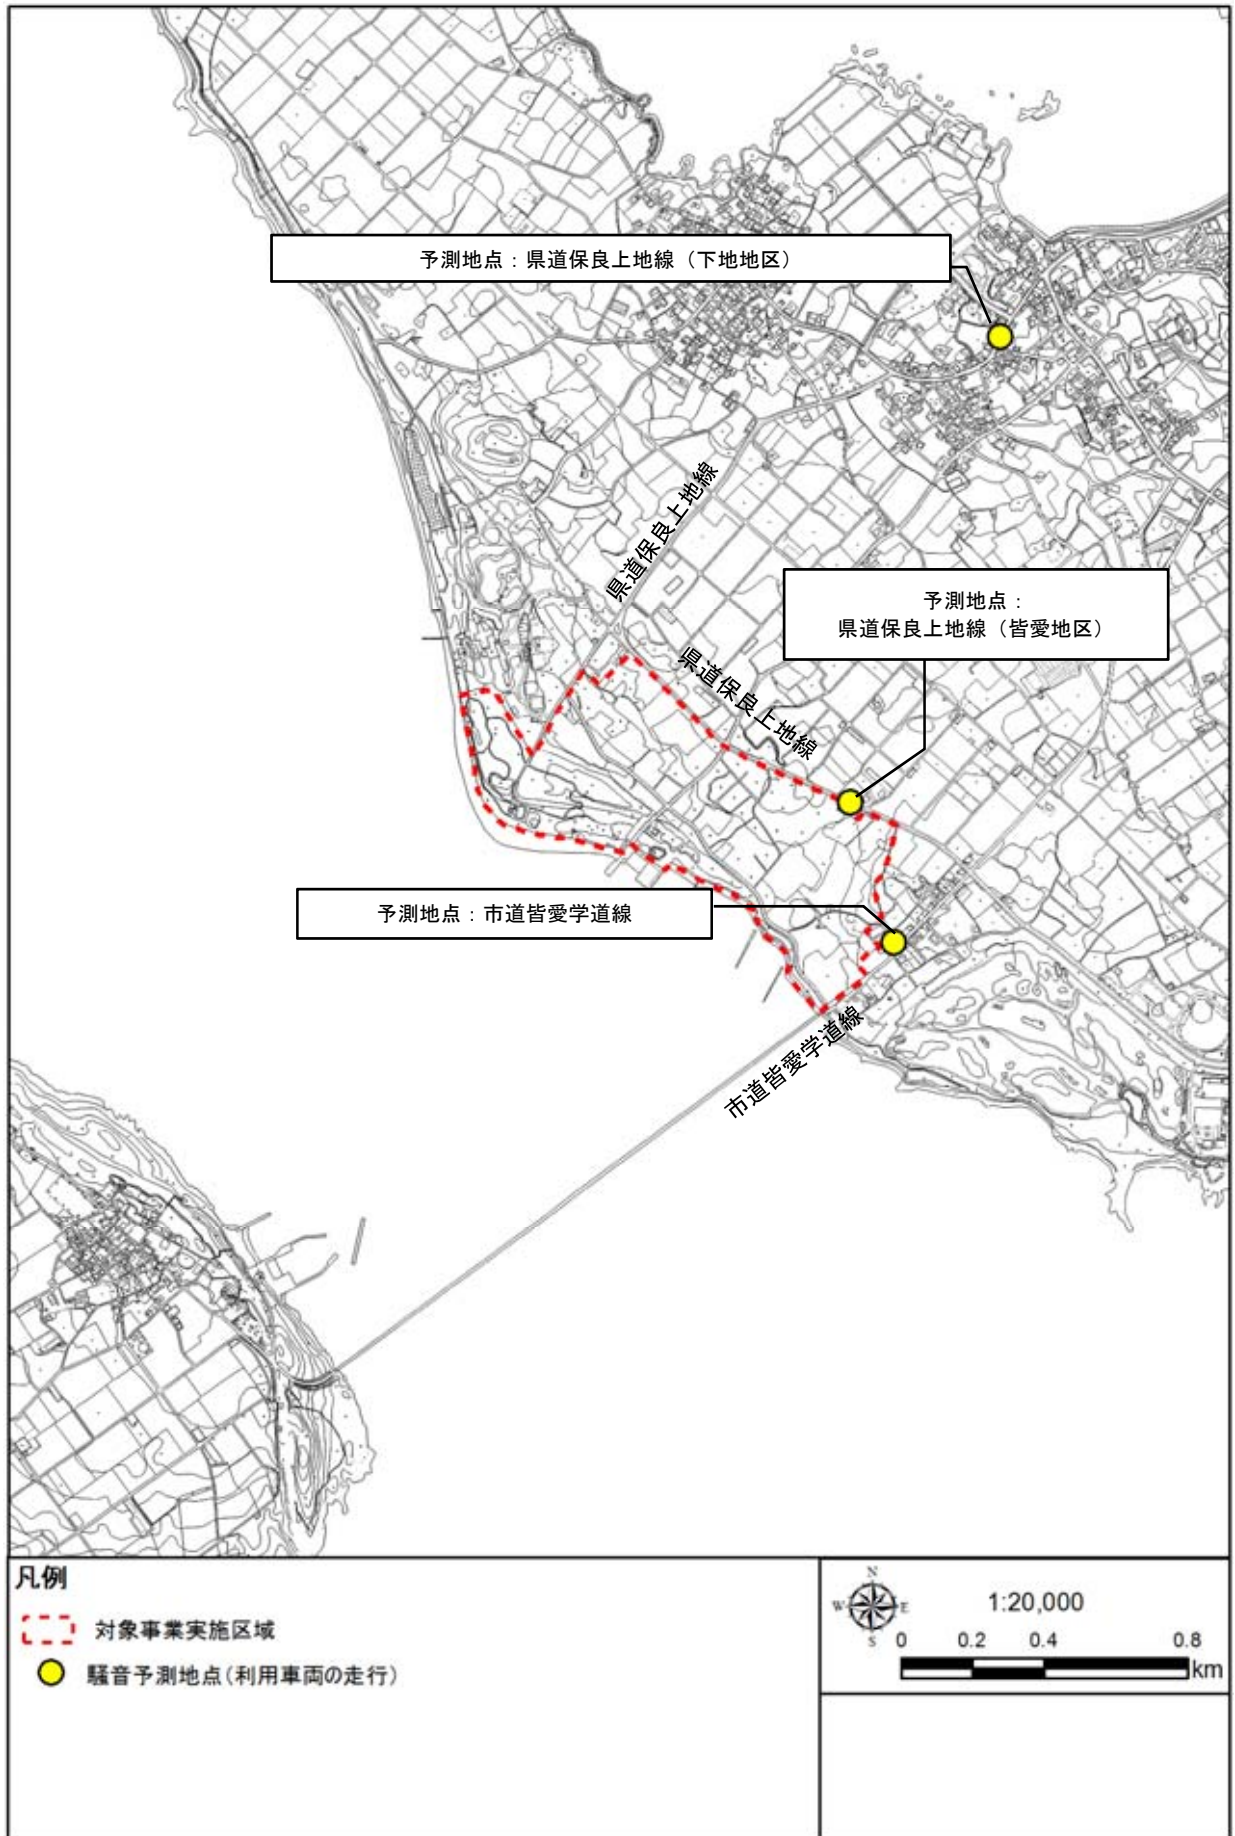 予測地点：県道保良上地線（下地地区）
県道保良上地線
予測地点：
県道保良上地線（皆愛地区）
県道保良上地線
予測地点：市道皆愛学道線
市道皆愛学道線
凡例
対象事業実施区域
騒音予測地点(利用車両の走行)
N
W E
S
1:20,000
0 0.2 0.4 0.8
km